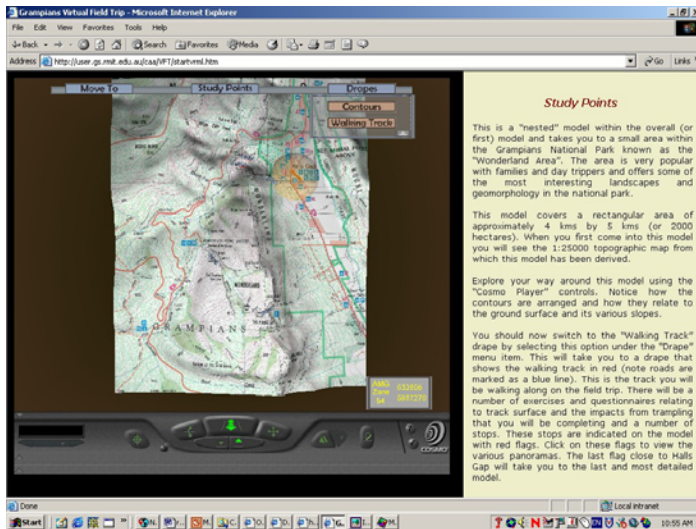 Grampians Virtual Field Trip - Microsoft Internet Explorer
File Edit View Favorites Tools Help
Back Search Favorites Media
Address http://user.gs.rmit.edu.au/caa/VFT/startvrml.htm Go Links
Move To Study Points Drapes
Contours
Walking Track
WONDERLAND
GRAMPIANS
AMG
Zone
54
Study Points
This is a "nested" model within the overall (or
first) model and takes you to a small area within
the Grampians National Park known as the
"Wonderland Area". The area is very popular
with families and day trippers and offers some of
the most interesting landscapes and
geomorphology in the national park.
This model covers a rectangular area of
approximately 4 kms by 5 kms (or 2000
hectares). When you first come into this model
you will see the 1:25000 topographic map from
which this model has been derived.
Explore your way around this model using the
"Cosmo Player" controls. Notice how the
contours are arranged and how they relate to
the ground surface and its various slopes.
You should now switch to the "Walking Track"
drape by selecting this option under the "Drape"
menu item. This will take you to a drape that
shows the walking track in red (note roads are
marked as a blue line). This is the track you will
be walking along on the field trip. There will be a
number of exercises and questionnaires relating
to track surface and the impacts from trampling
that you will be completing and a number of
stops. These stops are indicated on the model
with red flags. Click on these flags to view the
various panoramas. The last flag close to Halls
Gap will take you to the last and most detailed
model.
COSMO
Done Local intranet
Start 10:55 AM